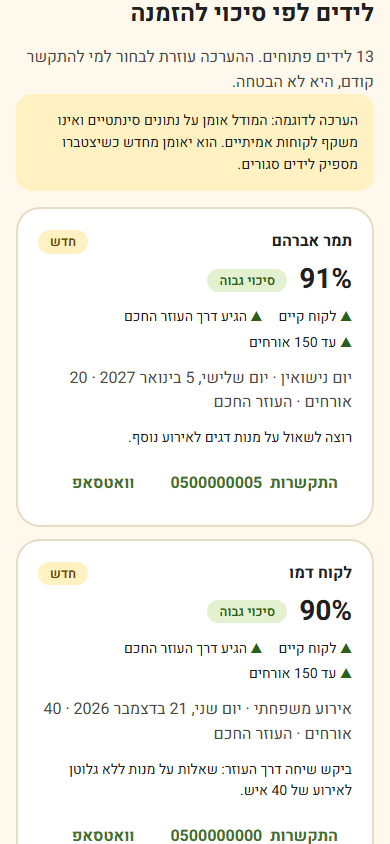 לידים לפי סיכוי להזמנה
13 לידים פתוחים. ההערכה עוזרת לבחור למי להתקשר
קודם, היא לא הבטחה.
הערכה לדוגמה: המודל אומן על נתונים סינתטיים ואינו
משקף לקוחות אמיתיים. הוא יאומן מחדש כשיצטברו
מספיק לידים סגורים.
תמר אברהם
חדש
91%
סיכוי גבוה
▲ לקוח קיים ▲ הגיע דרך העוזר החכם
▲ עד 150 אורחים
יום נישואין · יום שלישי, 5 בינואר 2027 · 20
אורחים · העוזר החכם
רוצה לשאול על מנות דגים לאירוע נוסף.
התקשרות 0500000005 וואטסאפ
לקוח דמו
חדש
90%
סיכוי גבוה
▲ לקוח קיים ▲ הגיע דרך העוזר החכם
▲ עד 150 אורחים
אירוע משפחתי · יום שני, 21 בדצמבר 2026 · 40
אורחים · העוזר החכם
ביקש שיחה דרך העוזר: שאלות על מנות ללא גלוטן
לאירוע של 40 איש.
התקשרות 0500000000 וואטסאפ